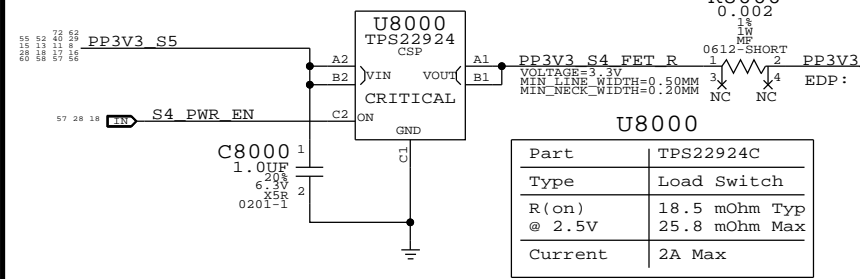 U8000
TPS22924
CSP
0.002
1%
1W
MF
0612-SHORT
72 62
55 52 40 29
15 13 11 8
28 18 17 16
60 58 57 56
PP3V3_S5
A2
B2
VIN
VOUT
A1
B1
PP3V3_S4_FET_R
VOLTAGE=3.3V
MIN_LINE_WIDTH=0.50MM
MIN_NECK_WIDTH=0.20MM
1
2
3
4
NC
NC
PP3V3
EDP:
CRITICAL
57 28 18
IN
S4_PWR_EN
C2
ON
GND
C1
C8000
1.0UF
20%
6.3V
X5R
0201-1
1
2
U8000
Part TPS22924C
Type Load Switch
R(on) 18.5 mOhm Typ
@ 2.5V 25.8 mOhm Max
Current 2A Max